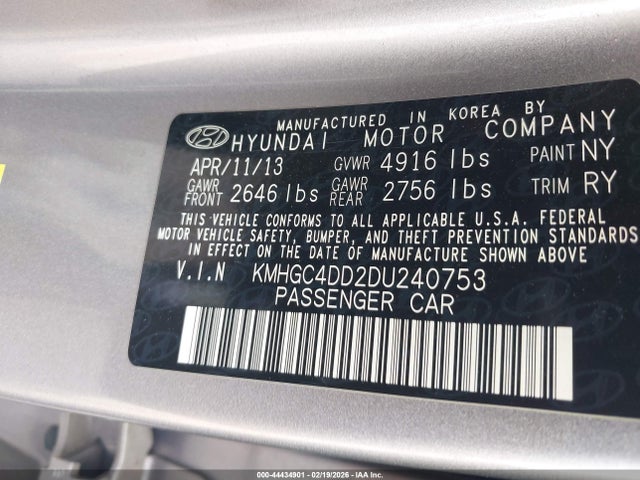 MANUFACTURED IN KOREA BY
HYUNDAI MOTOR COMPANY
APR/11/13 GVWR 4916 lbs PAINT NY
GAWR FRONT 2646 lbs GAWR REAR 2756 lbs TRIM RY
THIS VEHICLE CONFORMS TO ALL APPLICABLE U.S.A. FEDERAL
MOTOR VEHICLE SAFETY, BUMPER, AND THEFT PREVENTION STANDARDS
IN EFFECT ON THE DATE OF MANUFACTURE SHOWN ABOVE.
V.I.N KMHGC4DD2DU240753
PASSENGER CAR
000-44434901 - 02/19/2026 - IAA Holdings, LLC.